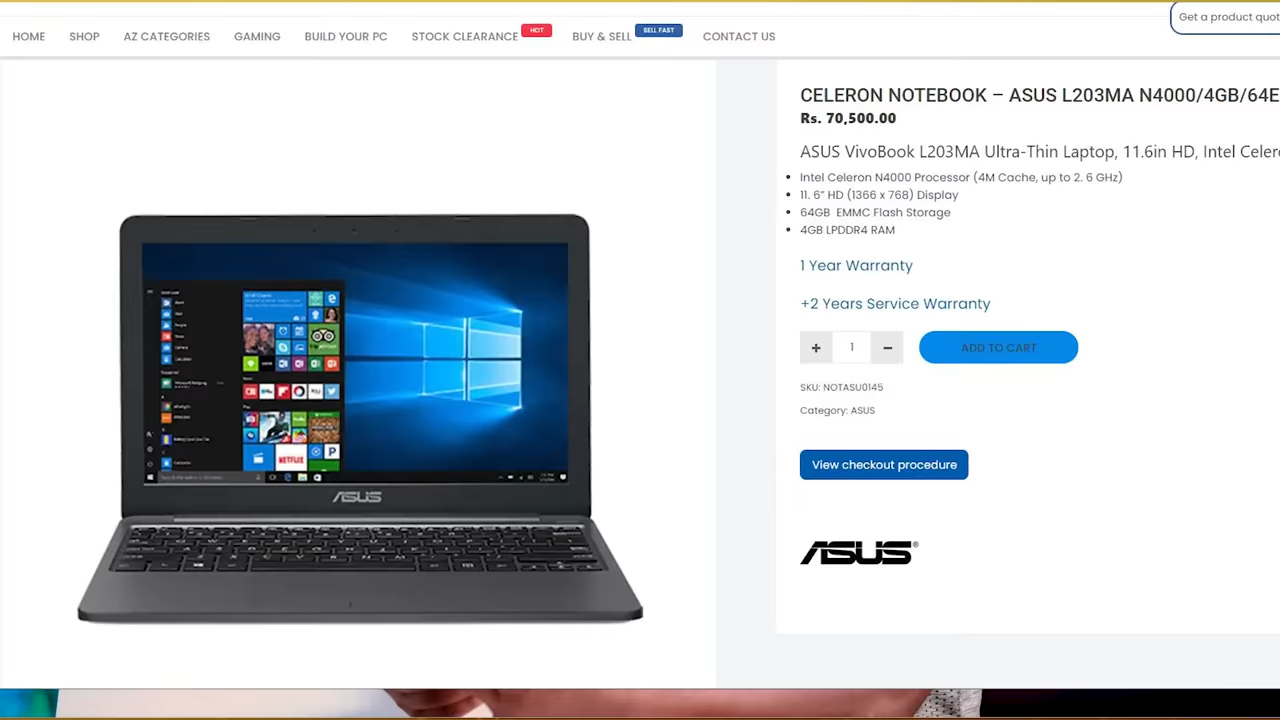 Get a product quot
HOME SHOP AZ CATEGORIES GAMING BUILD YOUR PC STOCK CLEARANCE HOT BUY & SELL SELL FAST CONTACT US
CELERON NOTEBOOK – ASUS L203MA N4000/4GB/64E
Rs. 70,500.00
ASUS VivoBook L203MA Ultra-Thin Laptop, 11.6in HD, Intel Celer
Intel Celeron N4000 Processor (4M Cache, up to 2. 6 GHz)
11. 6” HD (1366 x 768) Display
64GB EMMC Flash Storage
4GB LPDDR4 RAM
1 Year Warranty
+2 Years Service Warranty
+ 1 −
ADD TO CART
SKU: NOTASU0145
Category: ASUS
View checkout procedure
ASUS®
NETFLIX
ASUS